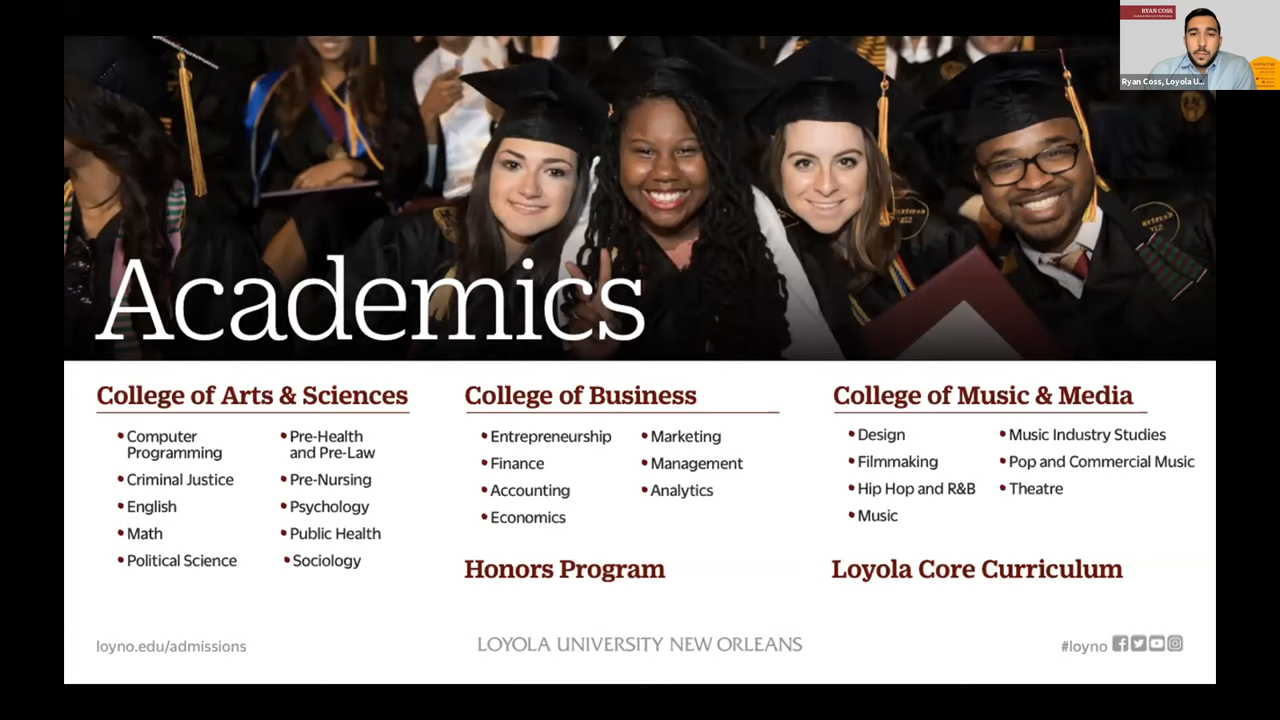 RYAN COSS
Ryan Coss, Loyola U...
Academics
College of Arts & Sciences
• Computer
Programming
• Criminal Justice
• English
• Math
• Political Science
• Pre-Health
and Pre-Law
• Pre-Nursing
• Psychology
• Public Health
• Sociology
College of Business
• Entrepreneurship
• Finance
• Accounting
• Economics
• Marketing
• Management
• Analytics
Honors Program
College of Music & Media
• Design
• Filmmaking
• Hip Hop and R&B
• Music
• Music Industry Studies
• Pop and Commercial Music
• Theatre
Loyola Core Curriculum
loyno.edu/admissions
LOYOLA UNIVERSITY NEW ORLEANS
#loyno